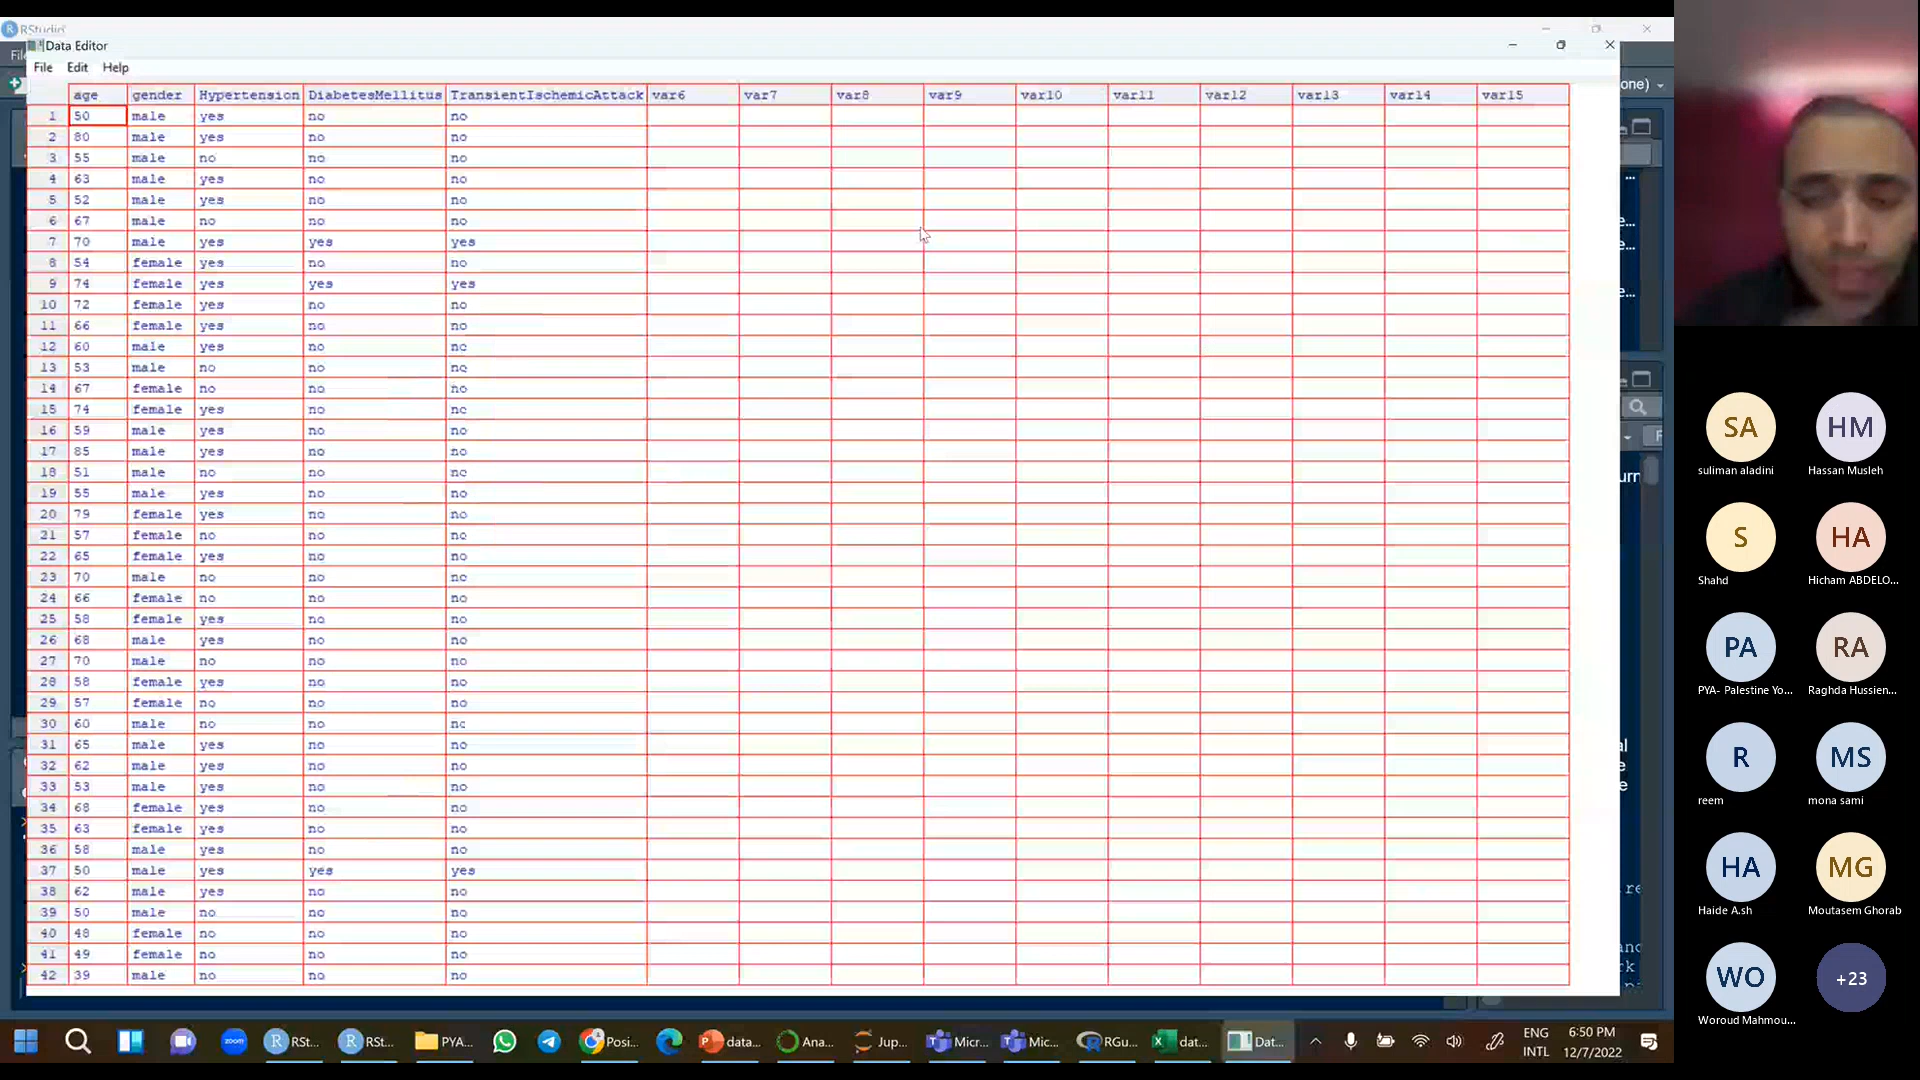 RStudio
Data Editor
File Edit Help
age gender Hypertension DiabetesMellitus TransientIschemicAttack var6 var7 var8 var9 var10 var11 var12 var13 var14 var15
1 50 male yes no no
2 80 male yes no no
3 55 male no no no
4 63 male yes no no
5 52 male yes no no
6 67 male no no no
7 70 male yes yes yes
8 54 female yes no no
9 74 female yes yes yes
10 72 female yes no no
11 66 female yes no no
12 60 male yes no no
13 53 male no no no
14 67 female no no no
15 74 female yes no no
16 59 male yes no no
17 85 male yes no no
18 51 male no no no
19 55 male yes no no
20 79 female yes no no
21 57 female no no no
22 65 female yes no no
23 70 male no no no
24 66 female no no no
25 58 female yes no no
26 68 male yes no no
27 70 male no no no
28 58 female yes no no
29 57 female no no no
30 60 male no no no
31 65 male yes no no
32 62 male yes no no
33 53 male yes no no
34 68 female yes no no
35 63 female yes no no
36 58 male yes no no
37 50 male yes yes yes
38 62 male yes no no
39 50 male no no no
40 48 female no no no
41 49 female no no no
42 39 male no no no
SA HM
suliman aladini Hassan Musleh
S HA
Shahd Hicham ABDELO...
PA RA
PYA- Palestine Yo... Raghda Hussien...
R MS
reem mona sami
HA MG
Haide A.sh Moutasem Ghorab
WO +23
Woroud Mahmou...
zoom RSt... RSt... PYA... Posi... data... Ana... Jup... Micr... Mic... RGu... dat... Dat... ENG 6:50 PM
INTL 12/7/2022